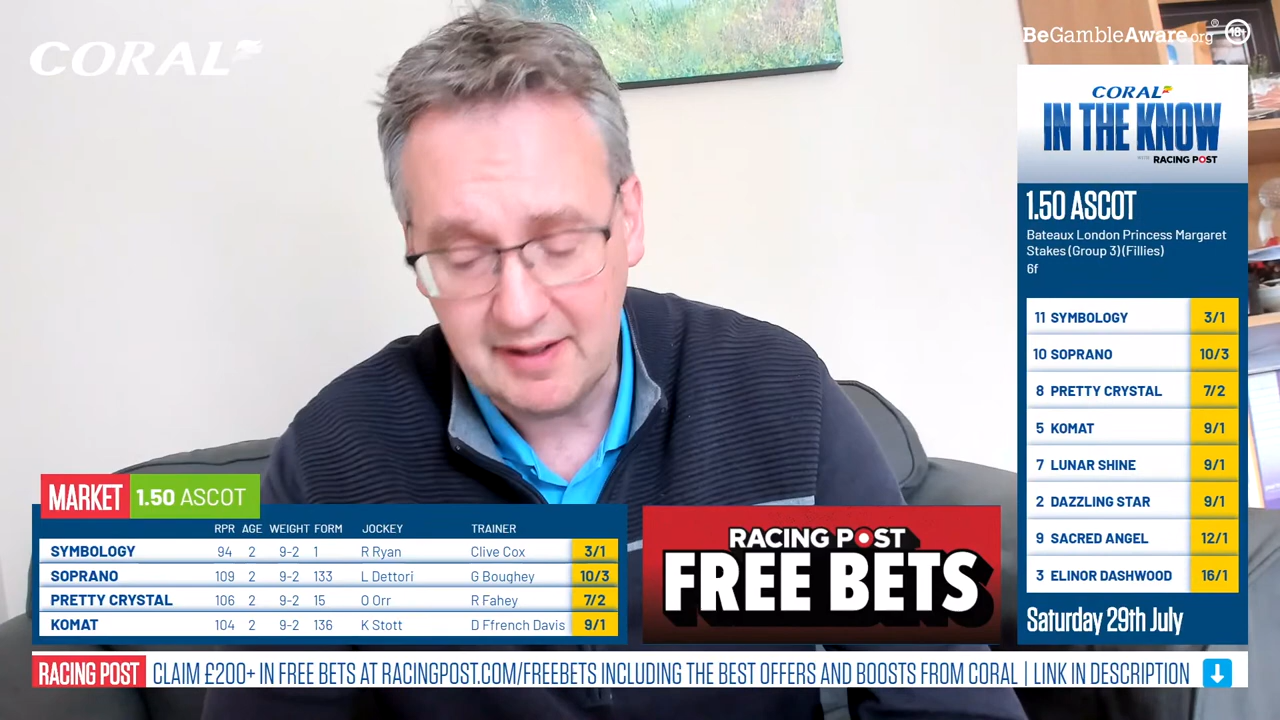 CORAL
BeGambleAware.org® 18+
CORAL
IN THE KNOW
WITH RACING POST
1.50 ASCOT
Bateaux London Princess Margaret
Stakes (Group 3) (Fillies)
6f
11 SYMBOLOGY 3/1
10 SOPRANO 10/3
8 PRETTY CRYSTAL 7/2
5 KOMAT 9/1
7 LUNAR SHINE 9/1
2 DAZZLING STAR 9/1
9 SACRED ANGEL 12/1
3 ELINOR DASHWOOD 16/1
Saturday 29th July
MARKET 1.50 ASCOT
RPR AGE WEIGHT FORM JOCKEY TRAINER
SYMBOLOGY 94 2 9-2 1 R Ryan Clive Cox 3/1
SOPRANO 109 2 9-2 133 L Dettori G Boughey 10/3
PRETTY CRYSTAL 106 2 9-2 15 O Orr R Fahey 7/2
KOMAT 104 2 9-2 136 K Stott D Ffrench Davis 9/1
RACING POST
FREE BETS
RACING POST CLAIM £200+ IN FREE BETS AT RACINGPOST.COM/FREEBETS INCLUDING THE BEST OFFERS AND BOOSTS FROM CORAL | LINK IN DESCRIPTION